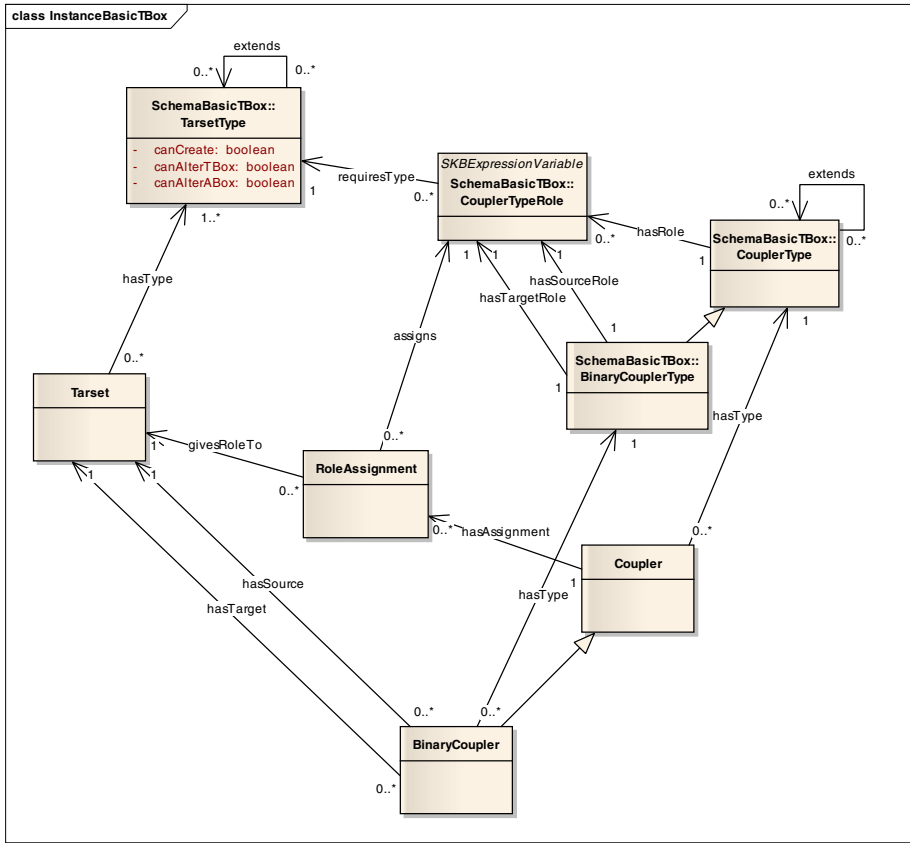 class InstanceBasicTBox
extends
0..*
0..*
SchemaBasicTBox::
TarsetType
- canCreate: boolean
- canAlterTBox: boolean
- canAlterABox: boolean
1..*
1
requiresType
0..*
SKBExpressionVariable
SchemaBasicTBox::
CouplerTypeRole
extends
0..*
0..*
SchemaBasicTBox::
CouplerType
hasRole
0..*
1
1
1
1
hasSourceRole
hasTargetRole
hasType
assigns
1
1
1
SchemaBasicTBox::
BinaryCouplerType
0..*
Tarset
hasType
0..*
1
givesRoleTo
0..*
RoleAssignment
1
1
1
hasAssignment
0..*
0..*
1
Coupler
hasSource
hasTarget
hasType
0..*
0..*
BinaryCoupler
0..*